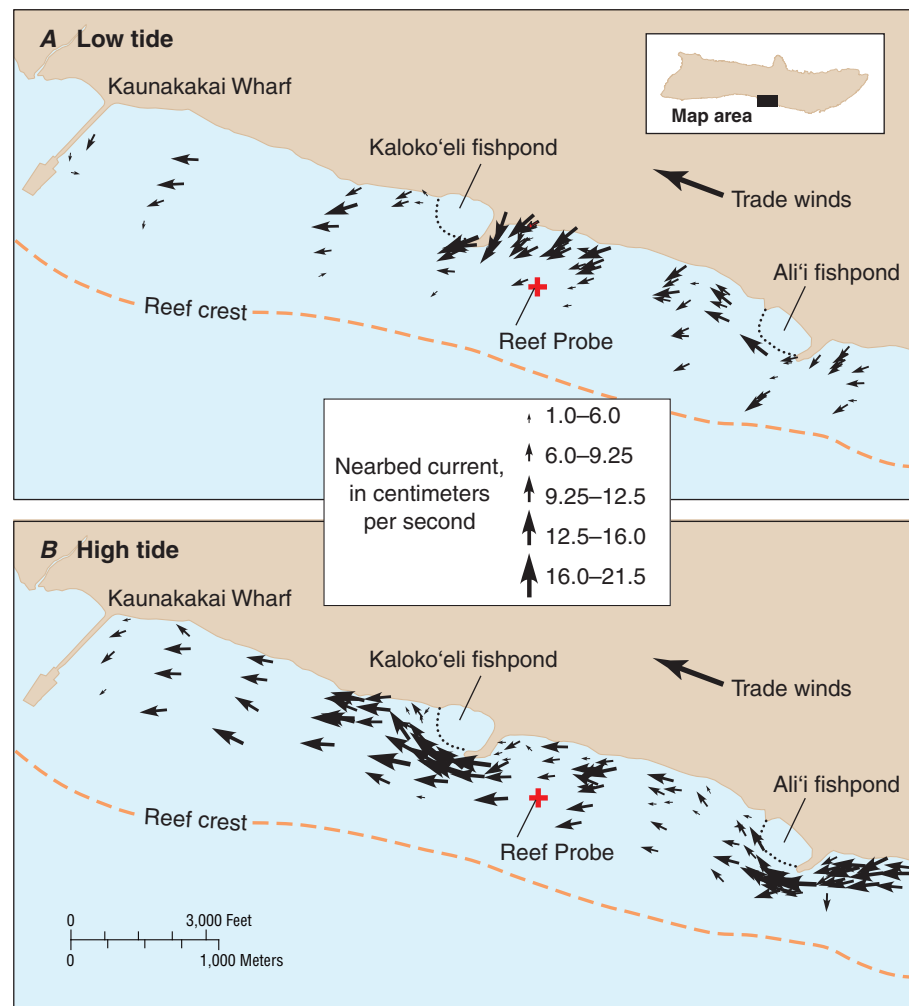 A Low tide
Kaunakakai Wharf
Map area
Kaloko‘eli fishpond
Trade winds
Ali‘i fishpond
Reef crest
Reef Probe
Nearbed current,
in centimeters
per second
1.0–6.0
6.0–9.25
9.25–12.5
12.5–16.0
16.0–21.5
B High tide
Kaunakakai Wharf
Kaloko‘eli fishpond
Trade winds
Ali‘i fishpond
Reef crest
Reef Probe
0 3,000 Feet
0 1,000 Meters